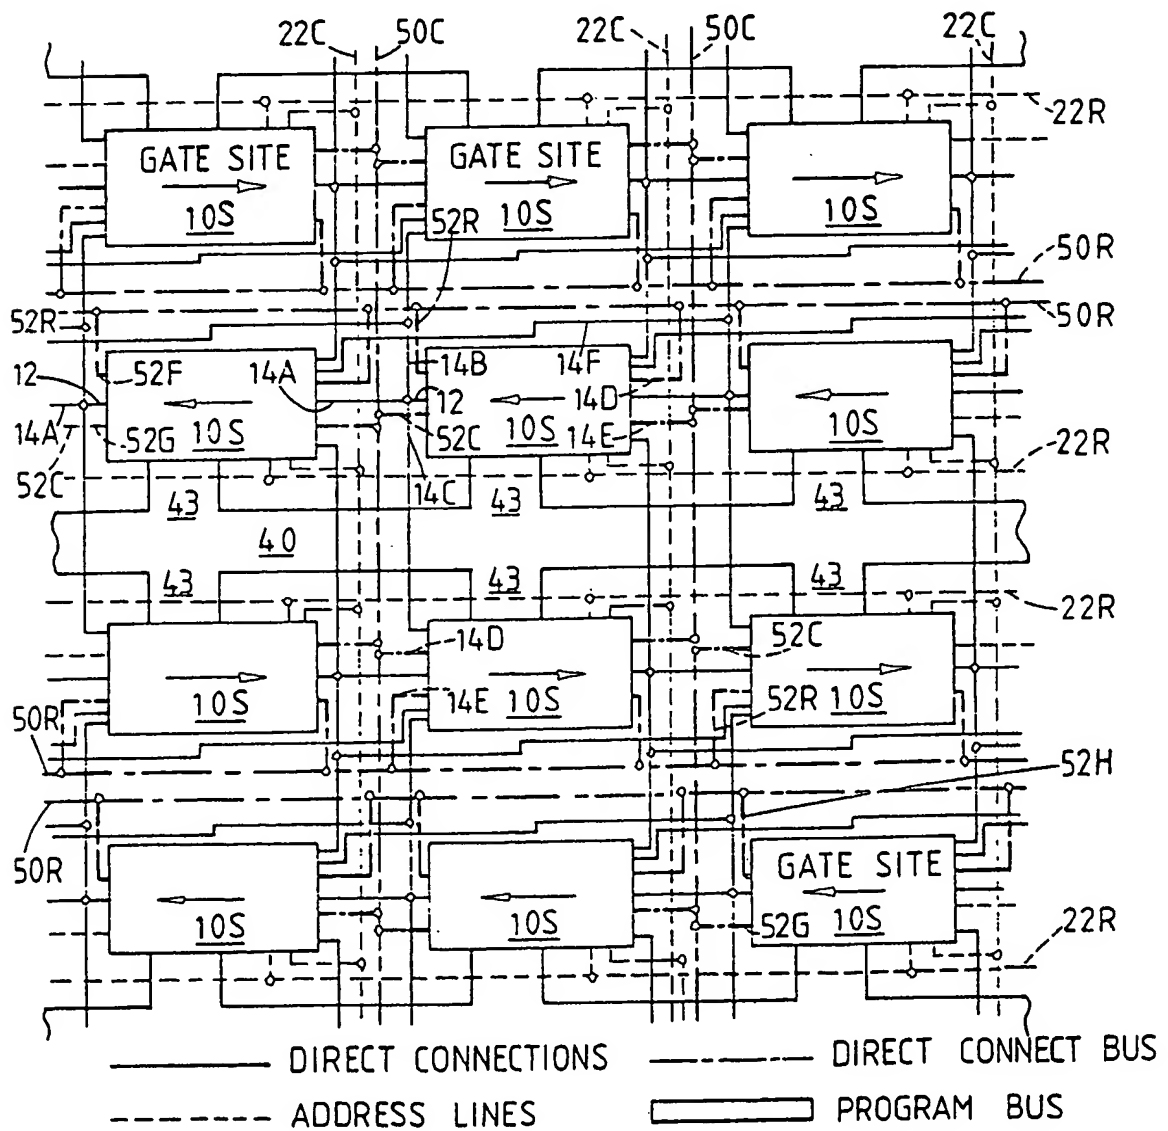 22C 50C 22C 50C 22C
22R
GATE SITE GATE SITE
10S 10S 10S
52R
50R
52R 50R
12 52F 14A 14B 12 14F 14D
14A 52G 10S 52C 10S 14E 10S
52C 14C 22R
43 43 43
40
43 43 43
22R
14D 52C
10S 14E 10S 52R 10S
50R
52H
50R
GATE SITE
10S 10S 52G 10S
22R
DIRECT CONNECTIONS DIRECT CONNECT BUS
ADDRESS LINES PROGRAM BUS